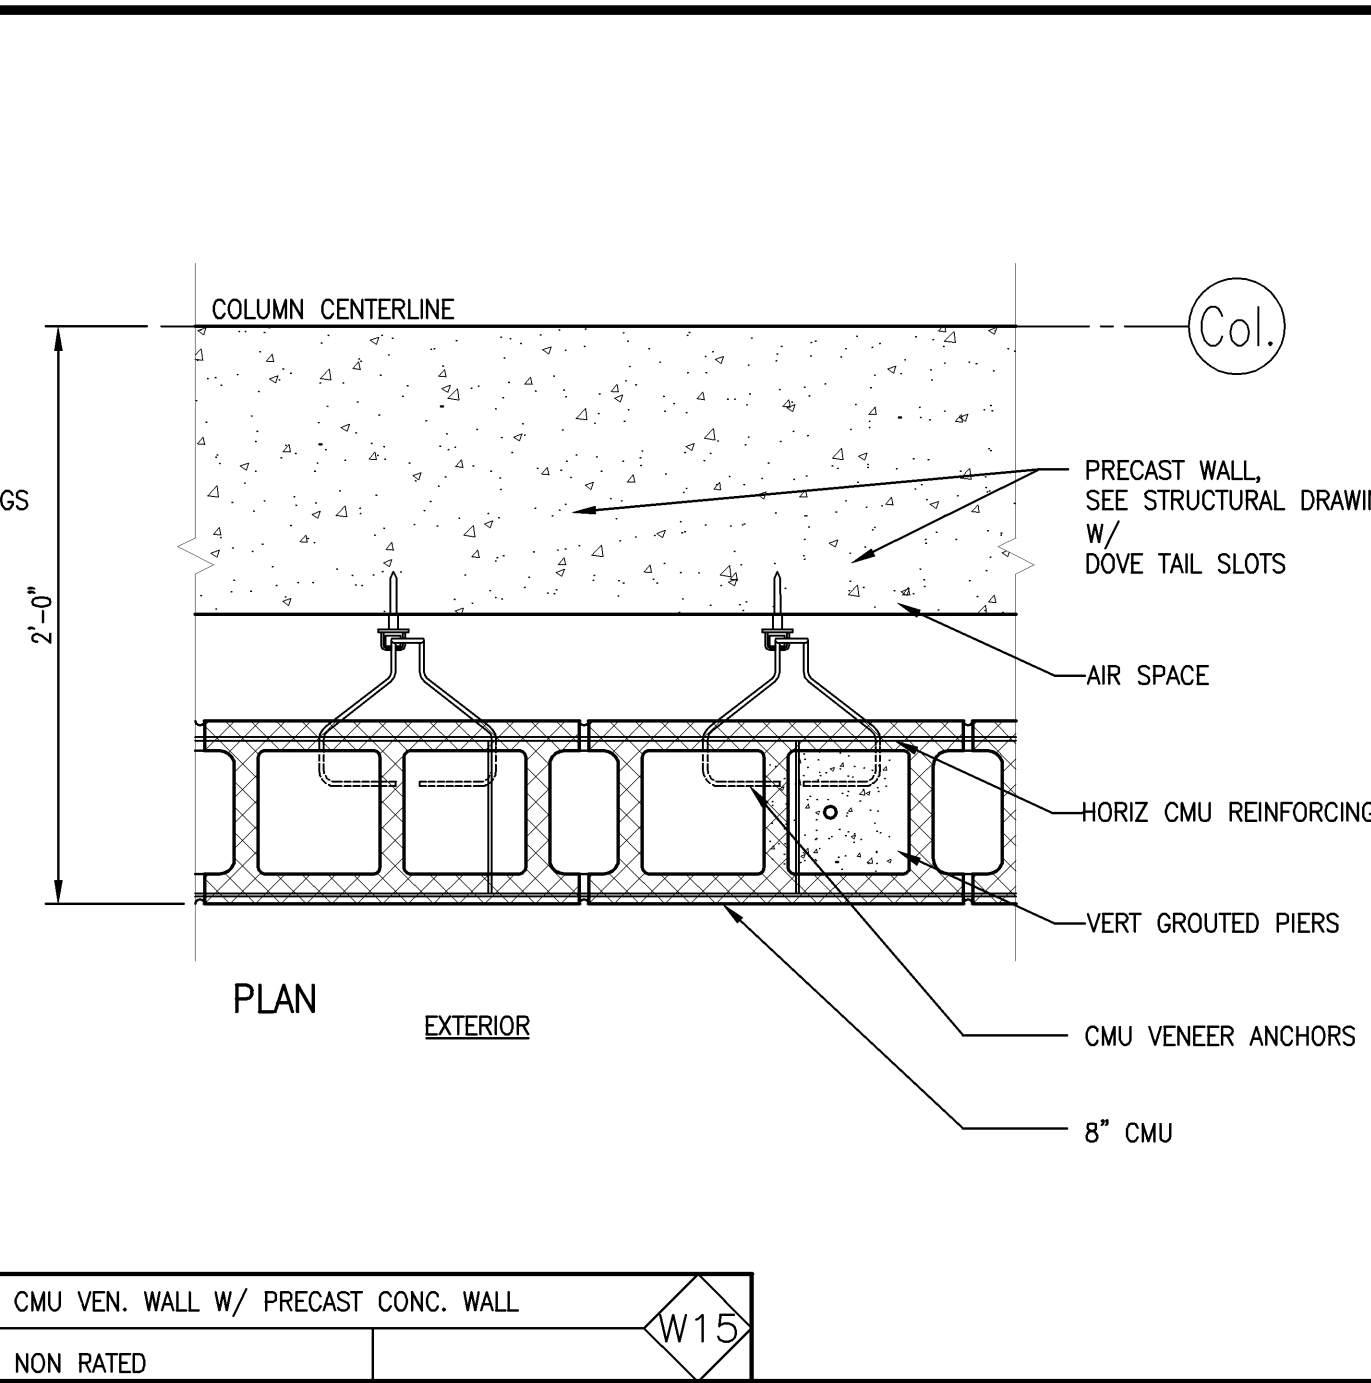 COLUMN CENTERLINE
Col.
GS
2'-0"
PRECAST WALL,
SEE STRUCTURAL DRAWI
W/
DOVE TAIL SLOTS
AIR SPACE
HORIZ CMU REINFORCING
VERT GROUTED PIERS
CMU VENEER ANCHORS
8" CMU
PLAN
EXTERIOR
CMU VEN. WALL W/ PRECAST CONC. WALL
W15
NON RATED